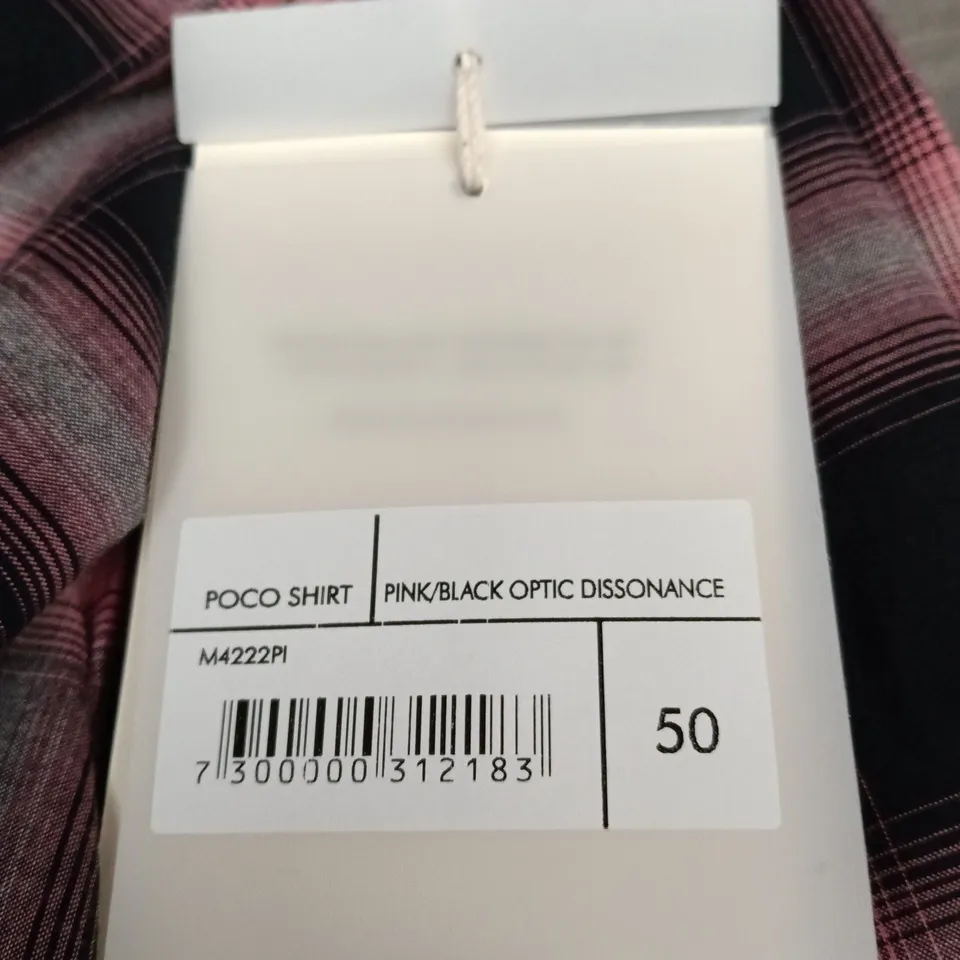 POCO SHIRT PINK/BLACK OPTIC DISSONANCE
M4222PI
50
7 300000 312183